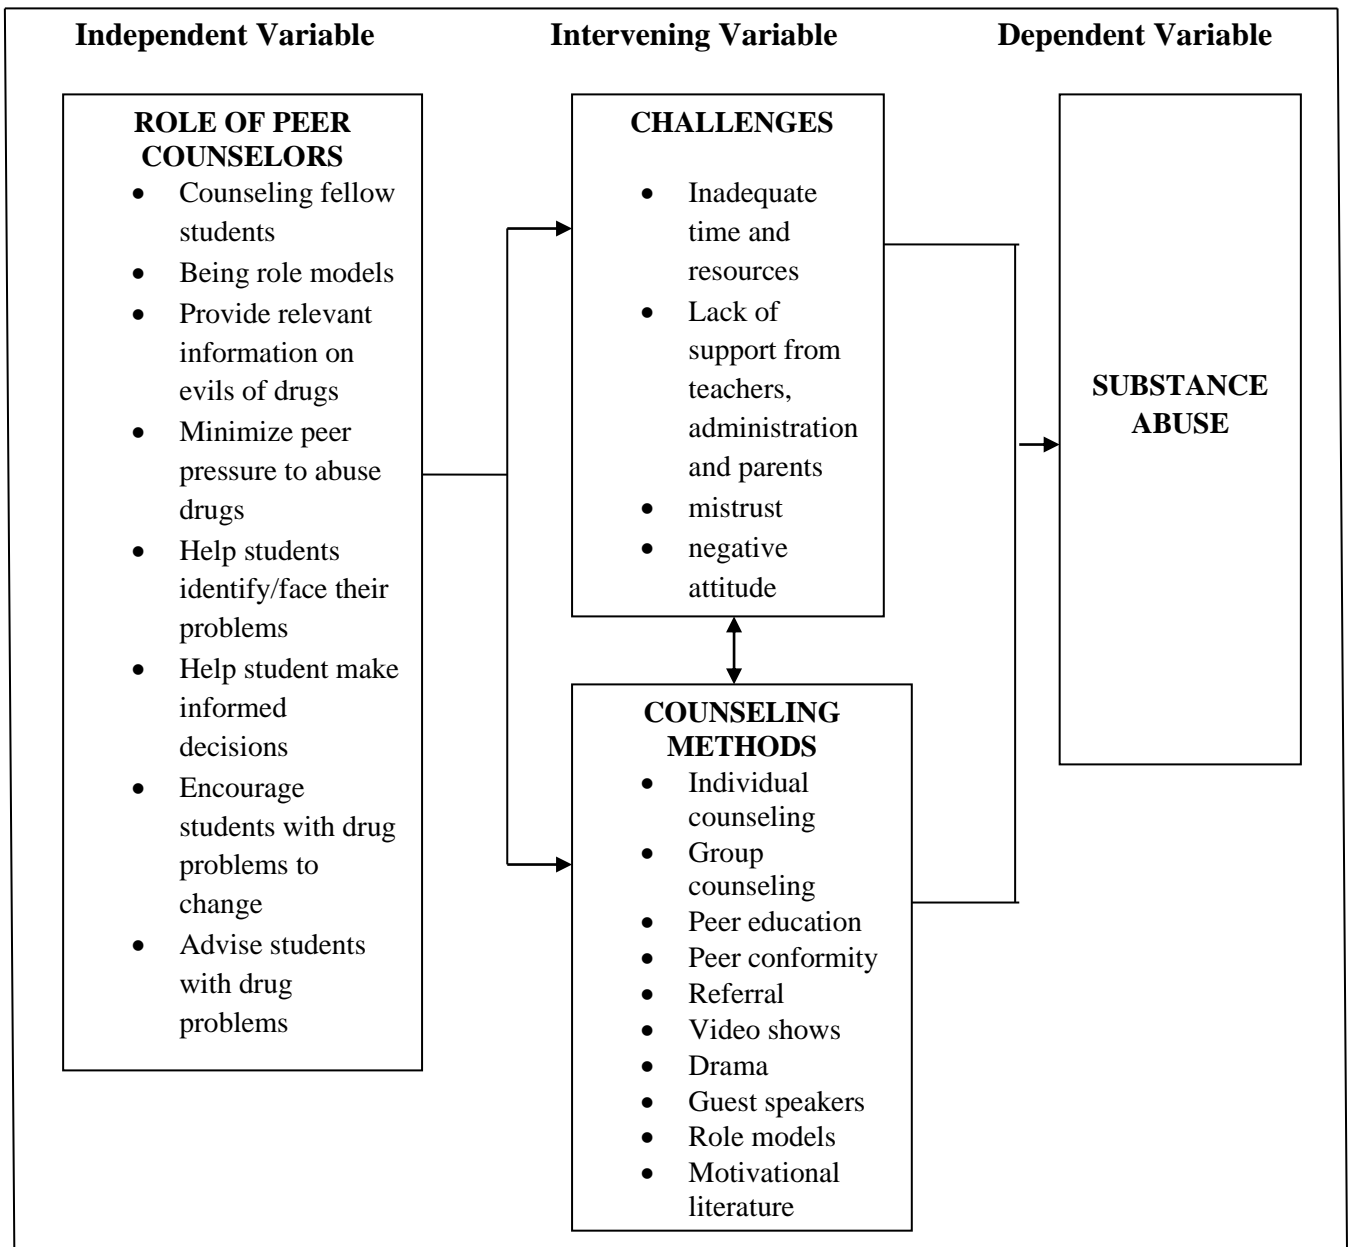 Independent Variable
Intervening Variable
Dependent Variable
ROLE OF PEER
COUNSELORS
• Counseling fellow
students
• Being role models
• Provide relevant
information on
evils of drugs
• Minimize peer
pressure to abuse
drugs
• Help students
identify/face their
problems
• Help student make
informed
decisions
• Encourage
students with drug
problems to
change
• Advise students
with drug
problems
CHALLENGES
• Inadequate
time and
resources
• Lack of
support from
teachers,
administration
and parents
• mistrust
• negative
attitude
COUNSELING
METHODS
• Individual
counseling
• Group
counseling
• Peer education
• Peer conformity
• Referral
• Video shows
• Drama
• Guest speakers
• Role models
• Motivational
literature
SUBSTANCE
ABUSE